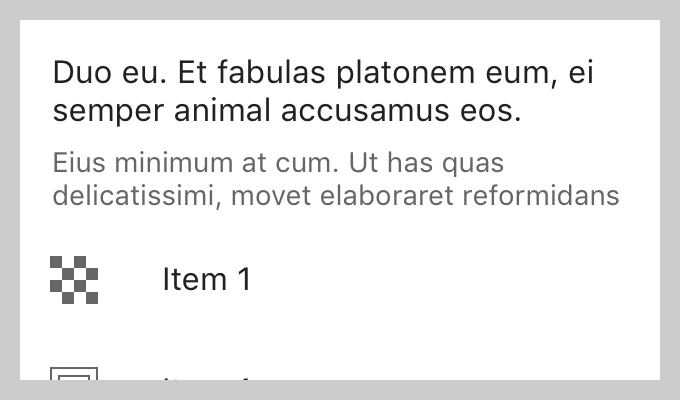 Duo eu. Et fabulas platonem eum, ei
semper animal accusamus eos.
Eius minimum at cum. Ut has quas
delicatissimi, movet elaboraret reformidans
Item 1